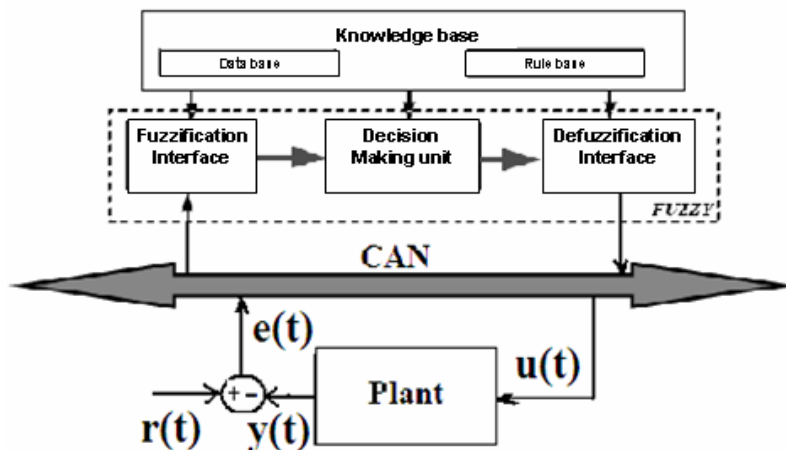 Knowledge base
Data base
Rule base
Fuzzification
Interface
Decision
Making unit
Defuzzification
Interface
FUZZY
CAN
e(t)
u(t)
+ -
Plant
r(t)
y(t)